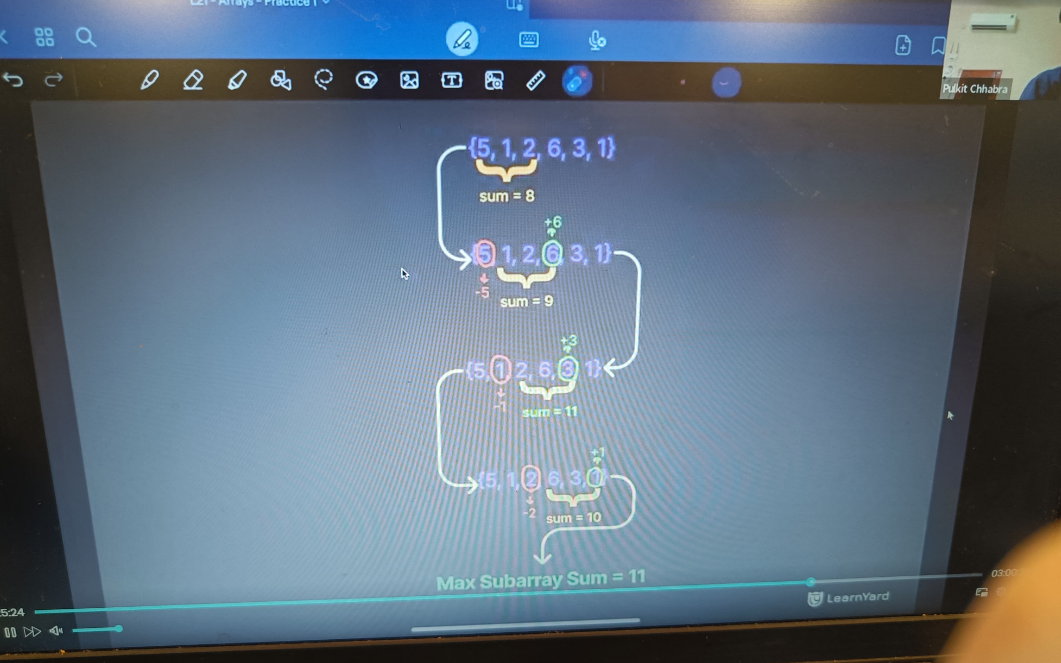 L21 - Arrays - Practice 1
Pulkit Chhabra
{5, 1, 2, 6, 3, 1}
sum = 8
+6
{5, 1, 2, 6, 3, 1}
-5
sum = 9
+3
{5, 1, 2, 6, 3, 1}
-1
sum = 11
+1
{5, 1, 2, 6, 3, 1}
-2
sum = 10
Max Subarray Sum = 11
5:24
03:00
LearnYard